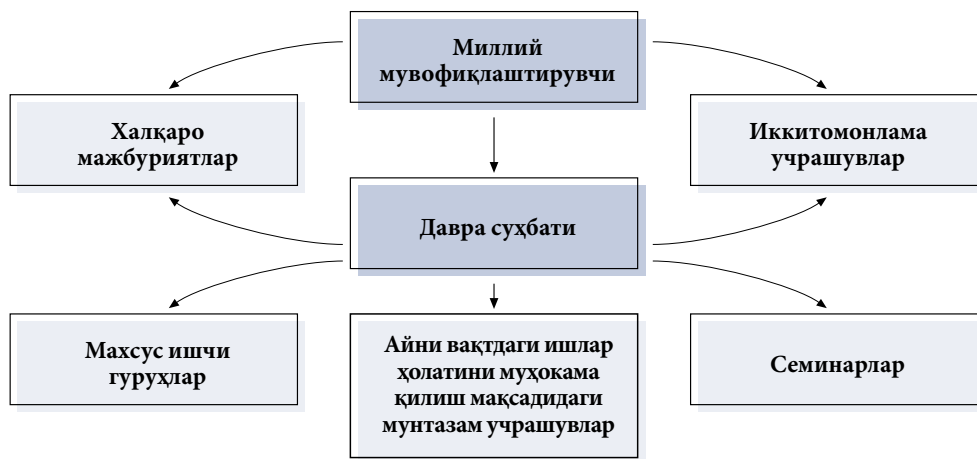 Миллий
мувофиқлаштирувчи
Халқаро
мажбуриятлар
Иккитомонлама
учрашувлар
Давра суҳбати
Махсус ишчи
гуруҳлар
Айни вақтдаги ишлар
ҳолатини муҳокама
қилиш мақсадидаги
мунтазам учрашувлар
Семинарлар